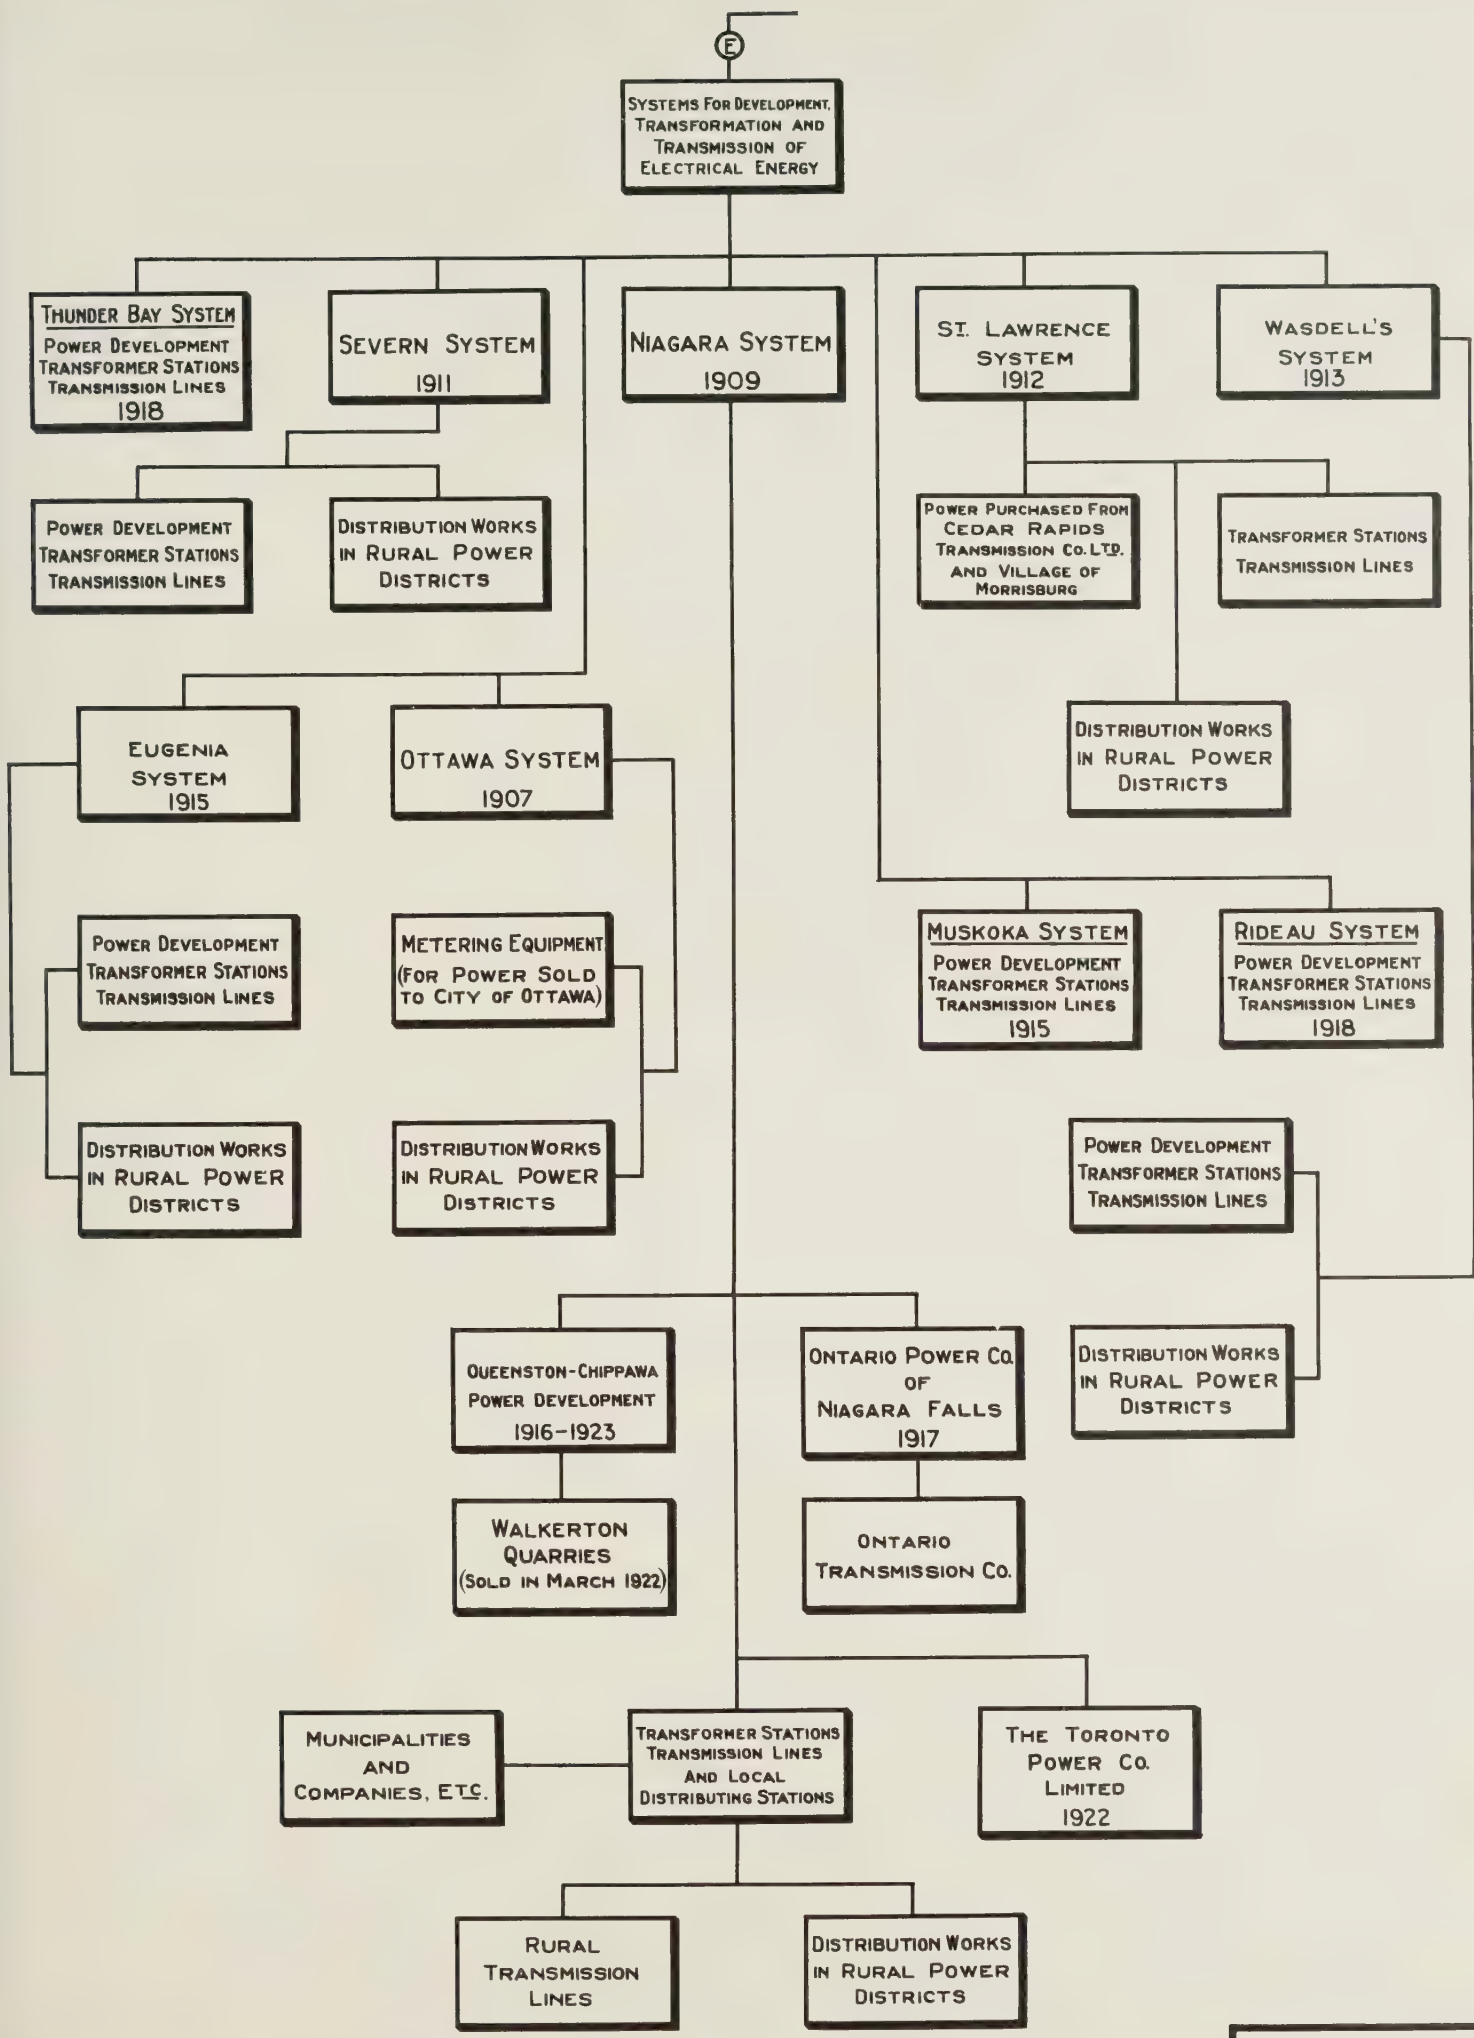 E
SYSTEMS FOR DEVELOPMENT,
TRANSFORMATION AND
TRANSMISSION OF
ELECTRICAL ENERGY
THUNDER BAY SYSTEM
POWER DEVELOPMENT
TRANSFORMER STATIONS
TRANSMISSION LINES
1918
SEVERN SYSTEM
1911
NIAGARA SYSTEM
1909
ST. LAWRENCE
SYSTEM
1912
WASDELL'S
SYSTEM
1913
POWER DEVELOPMENT
TRANSFORMER STATIONS
TRANSMISSION LINES
DISTRIBUTION WORKS
IN RURAL POWER
DISTRICTS
POWER PURCHASED FROM
CEDAR RAPIDS
TRANSMISSION CO. LTD.
AND VILLAGE OF
MORRISBURG
TRANSFORMER STATIONS
TRANSMISSION LINES
EUGENIA
SYSTEM
1915
OTTAWA SYSTEM
1907
DISTRIBUTION WORKS
IN RURAL POWER
DISTRICTS
POWER DEVELOPMENT
TRANSFORMER STATIONS
TRANSMISSION LINES
METERING EQUIPMENT
(FOR POWER SOLD
TO CITY OF OTTAWA)
MUSKOKA SYSTEM
POWER DEVELOPMENT
TRANSFORMER STATIONS
TRANSMISSION LINES
1915
RIDEAU SYSTEM
POWER DEVELOPMENT
TRANSFORMER STATIONS
TRANSMISSION LINES
1918
DISTRIBUTION WORKS
IN RURAL POWER
DISTRICTS
DISTRIBUTION WORKS
IN RURAL POWER
DISTRICTS
POWER DEVELOPMENT
TRANSFORMER STATIONS
TRANSMISSION LINES
QUEENSTON-CHIPPAWA
POWER DEVELOPMENT
1916-1923
ONTARIO POWER CO.
OF
NIAGARA FALLS
1917
DISTRIBUTION WORKS
IN RURAL POWER
DISTRICTS
WALKERTON
QUARRIES
(SOLD IN MARCH 1922)
ONTARIO
TRANSMISSION CO.
MUNICIPALITIES
AND
COMPANIES, ETC.
TRANSFORMER STATIONS
TRANSMISSION LINES
AND LOCAL
DISTRIBUTING STATIONS
THE TORONTO
POWER CO.
LIMITED
1922
RURAL
TRANSMISSION
LINES
DISTRIBUTION WORKS
IN RURAL POWER
DISTRICTS